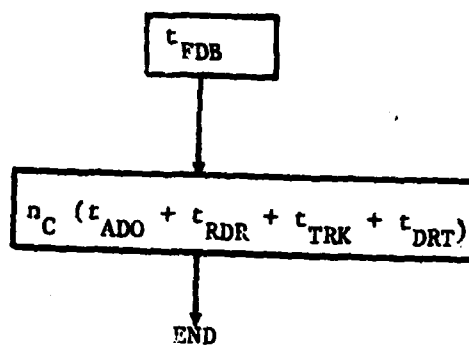 t_FDB
n_C (t_ADO + t_RDR + t_TRK + t_DRT)
END